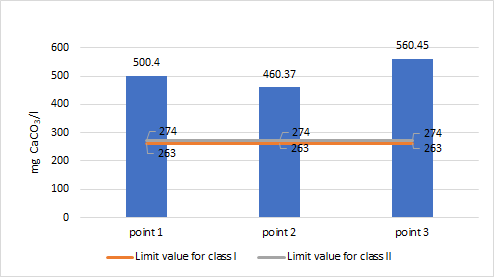 600
500
400
300
200
100
0
mg CaCO₃/l
500.4
460.37
560.45
274
274
274
263
263
263
point 1
point 2
point 3
Limit value for class I
Limit value for class II